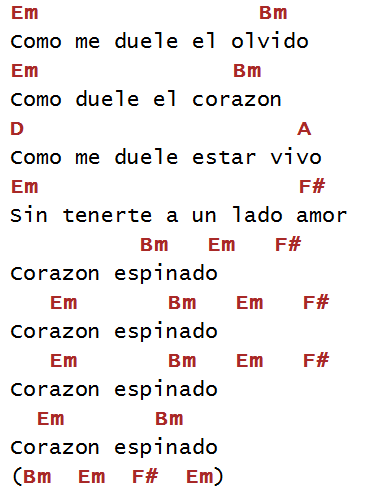 Em Bm
Como me duele el olvido
Em Bm
Como duele el corazon
D A
Como me duele estar vivo
Em F#
Sin tenerte a un lado amor
Bm Em F#
Corazon espinado
Em Bm Em F#
Corazon espinado
Em Bm Em F#
Corazon espinado
Em Bm
Corazon espinado
(Bm Em F# Em)